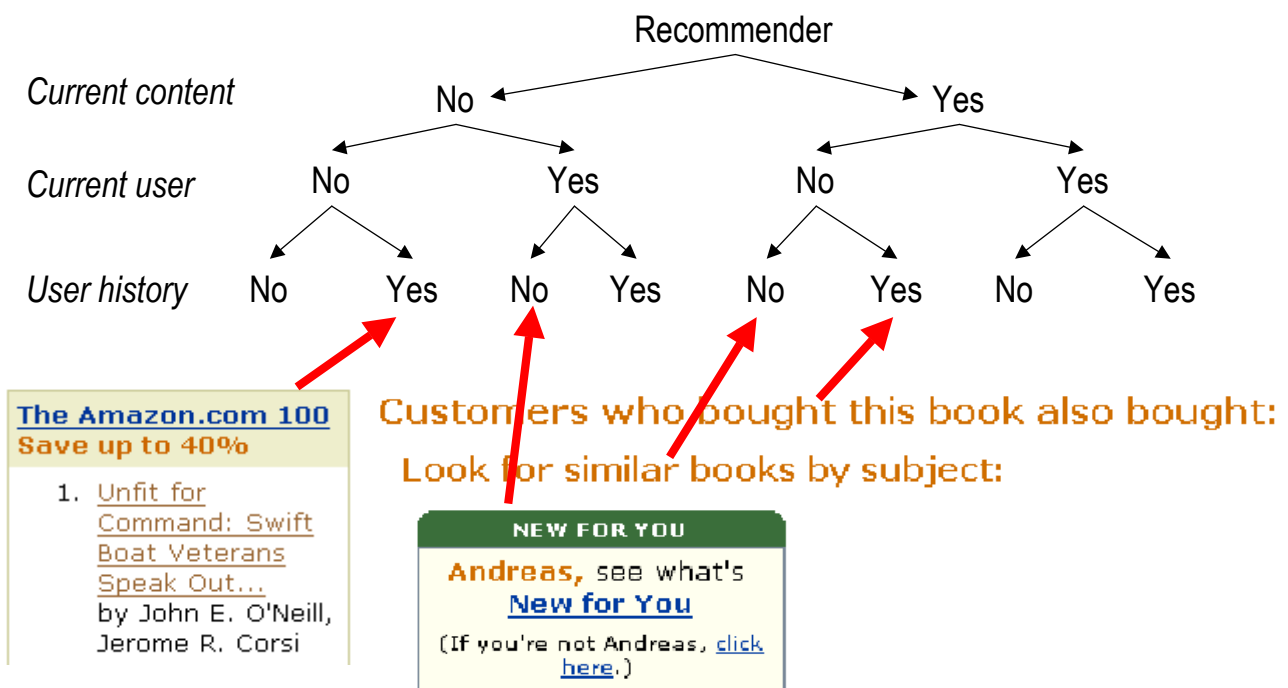 Recommender
Current content No Yes
Current user No Yes No Yes
User history No Yes No Yes No Yes No Yes
The Amazon.com 100
Save up to 40%
1. Unfit for
Command: Swift
Boat Veterans
Speak Out...
by John E. O'Neill,
Jerome R. Corsi
Customers who bought this book also bought:
Look for similar books by subject:
NEW FOR YOU
Andreas, see what's
New for You
(If you're not Andreas, click
here.)